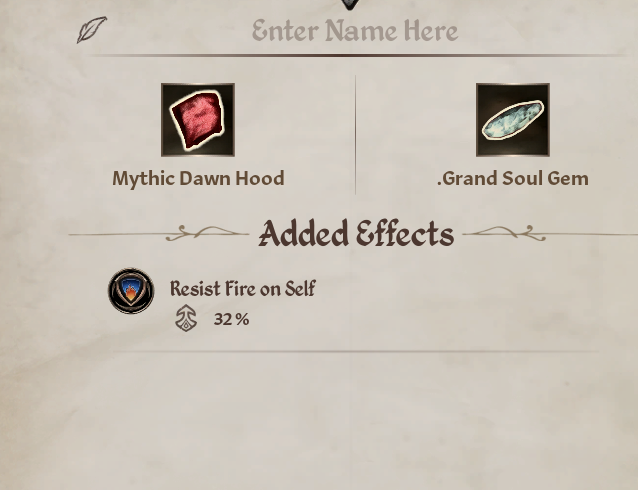 Enter Name Here
Mythic Dawn Hood
.Grand Soul Gem
Added Effects
Resist Fire on Self
32%